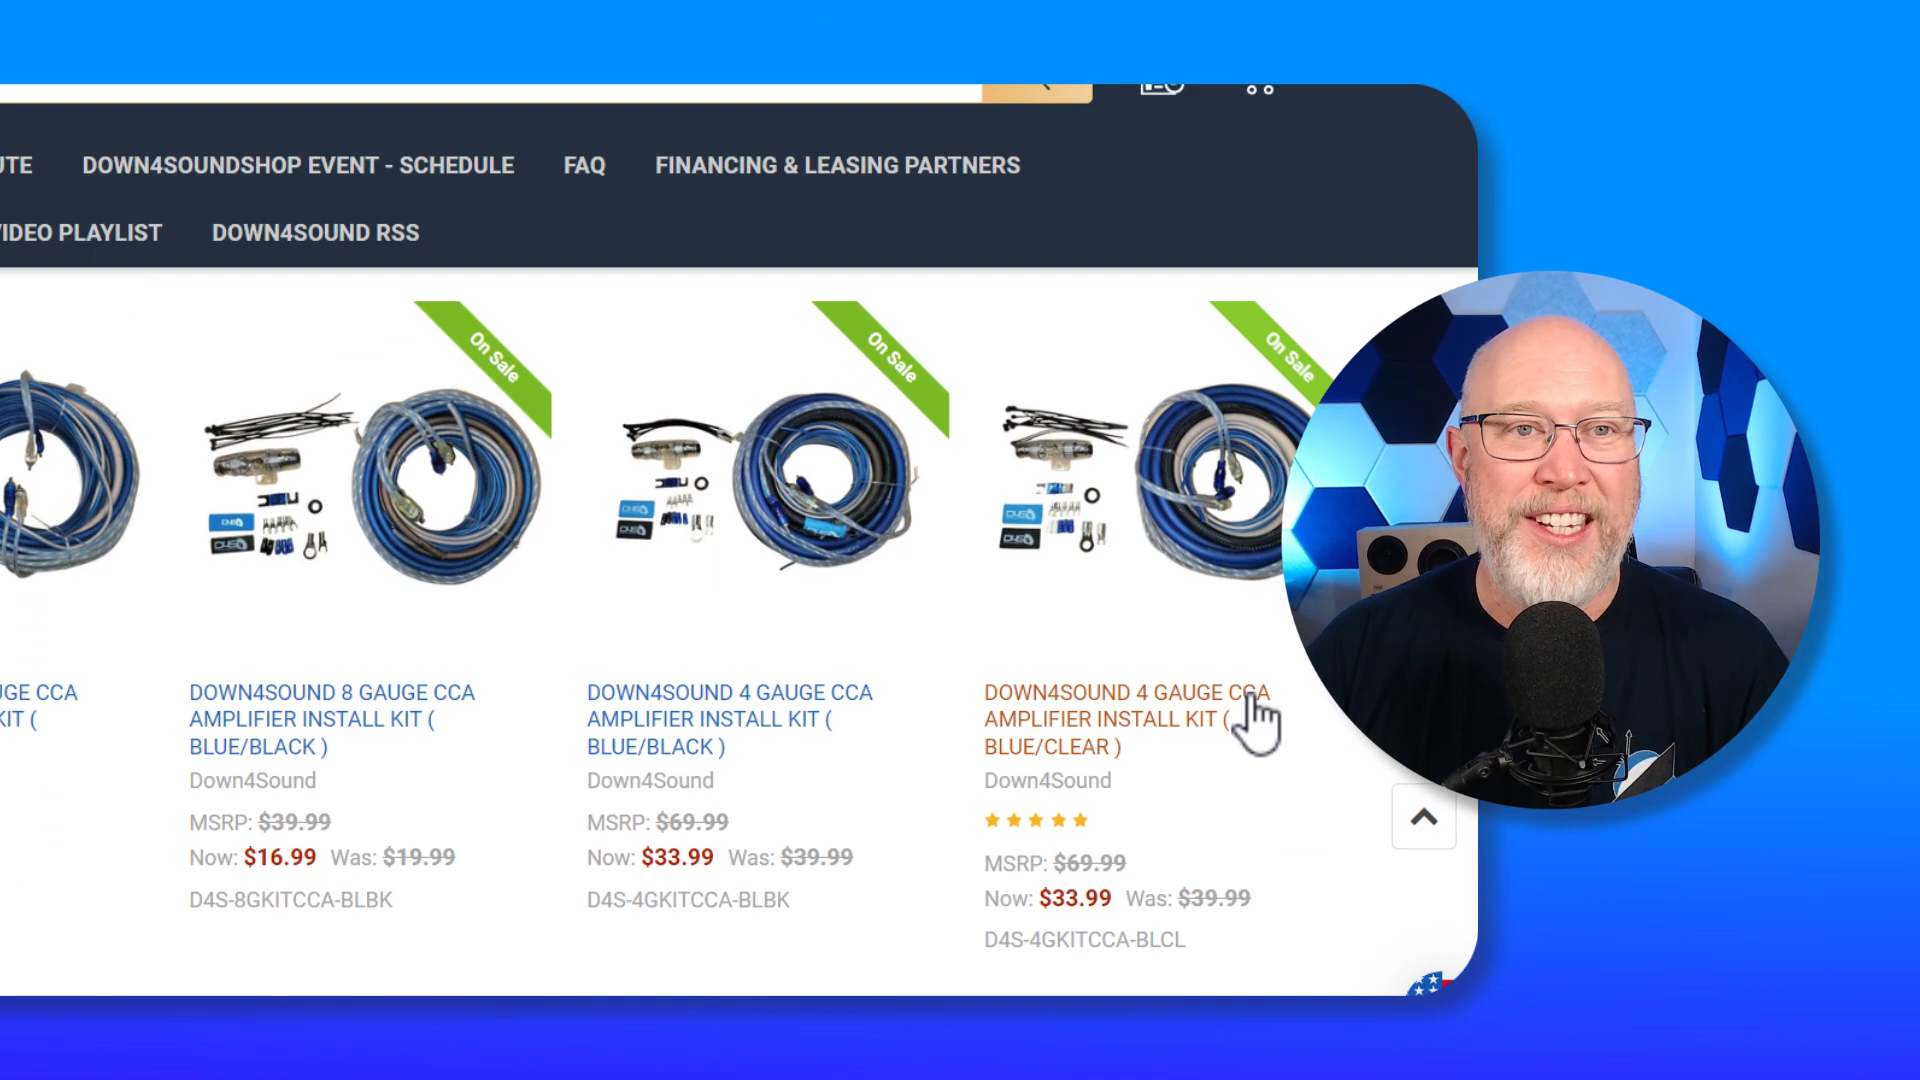 UTE DOWN4SOUNDSHOP EVENT - SCHEDULE FAQ FINANCING & LEASING PARTNERS
VIDEO PLAYLIST DOWN4SOUND RSS
On Sale
On Sale
On Sale
UGE CCA
KIT (
DOWN4SOUND 8 GAUGE CCA
AMPLIFIER INSTALL KIT (
BLUE/BLACK )
Down4Sound
MSRP: $39.99
Now: $16.99 Was: $19.99
D4S-8GKITCCA-BLBK
DOWN4SOUND 4 GAUGE CCA
AMPLIFIER INSTALL KIT (
BLUE/BLACK )
Down4Sound
MSRP: $69.99
Now: $33.99 Was: $39.99
D4S-4GKITCCA-BLBK
DOWN4SOUND 4 GAUGE CCA
AMPLIFIER INSTALL KIT (
BLUE/CLEAR )
Down4Sound
MSRP: $69.99
Now: $33.99 Was: $39.99
D4S-4GKITCCA-BLCL